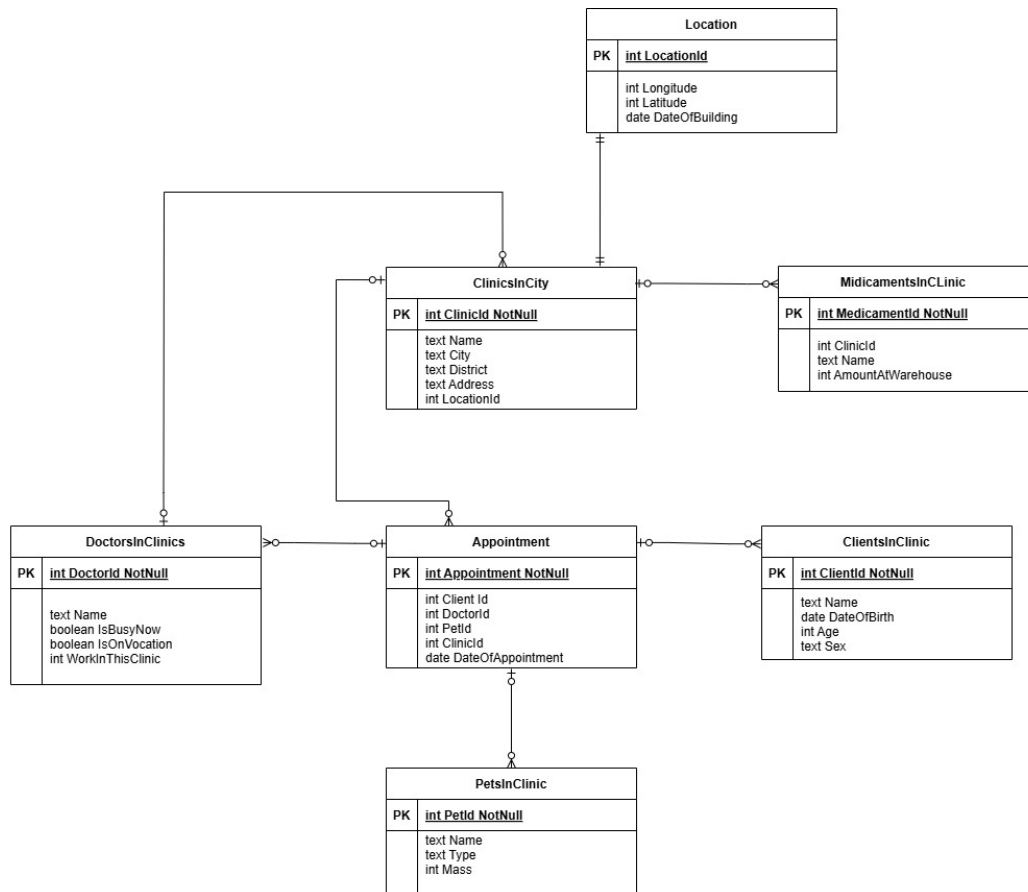 Location
PK int LocationId
int Longitude
int Latitude
date DateOfBuilding
ClinicsInCity
PK int ClinicId NotNull
text Name
text City
text District
text Address
int LocationId
MidicamentsInCLinic
PK int MedicamentId NotNull
int ClinicId
text Name
int AmountAtWarehouse
DoctorsInClinics
PK int DoctorId NotNull
text Name
boolean IsBusyNow
boolean IsOnVocation
int WorkInThisClinic
Appointment
PK int Appointment NotNull
int Client Id
int DoctorId
int PetId
int ClinicId
date DateOfAppointment
ClientsInClinic
PK int ClientId NotNull
text Name
date DateOfBirth
int Age
text Sex
PetsInClinic
PK int PetId NotNull
text Name
text Type
int Mass